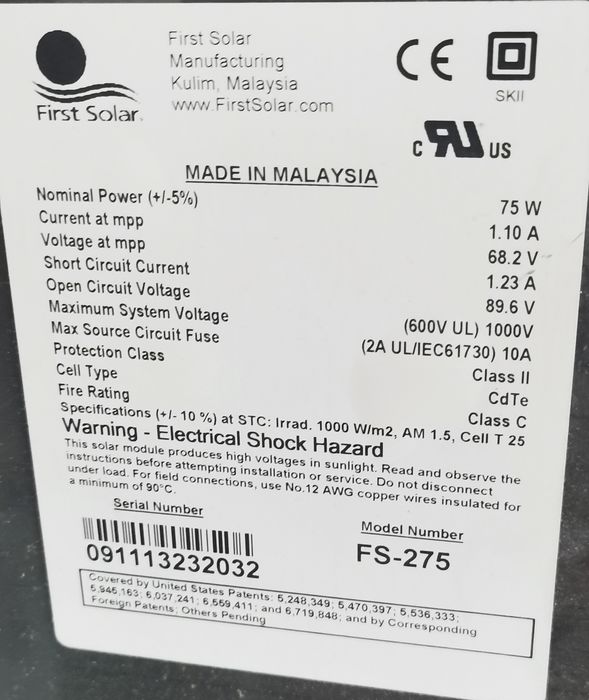 First Solar
Manufacturing
Kulim, Malaysia
www.FirstSolar.com
First Solar.
CE
SKII
c RU US
MADE IN MALAYSIA
Nominal Power (+/-5%) 75 W
Current at mpp 1.10 A
Voltage at mpp 68.2 V
Short Circuit Current 1.23 A
Open Circuit Voltage 89.6 V
Maximum System Voltage (600V UL) 1000V
Max Source Circuit Fuse (2A UL/IEC61730) 10A
Protection Class Class II
Cell Type CdTe
Fire Rating Class C
Specifications (+/- 10 %) at STC: Irrad. 1000 W/m2, AM 1.5, Cell T 25
Warning - Electrical Shock Hazard
This solar module produces high voltages in sunlight. Read and observe the
instructions before attempting installation or service. Do not disconnect
under load. For field connections, use No.12 AWG copper wires insulated for
a minimum of 90°C.
Serial Number
091113232032
Model Number
FS-275
Covered by United States Patents: 5,248,349; 5,470,397; 5,536,333;
5,945,163; 6,037,241; 6,559,411; and 6,719,848; and by Corresponding
Foreign Patents; Others Pending